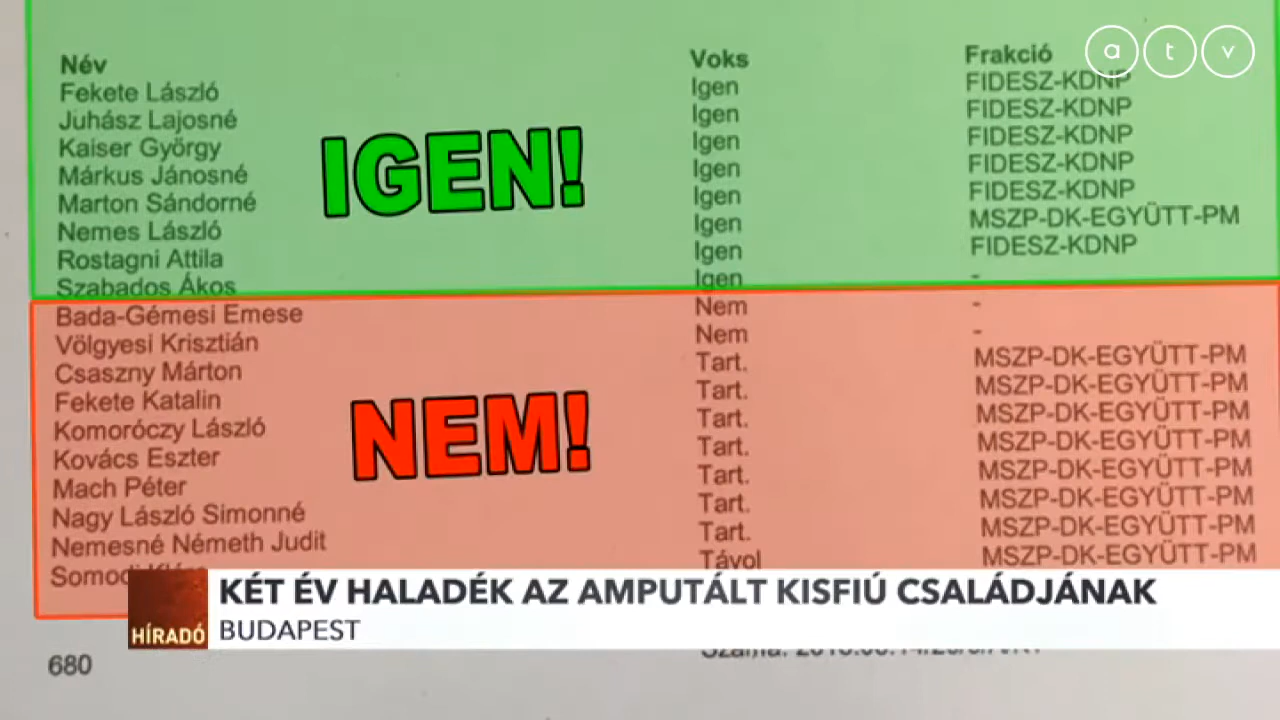 atv
Név Voks Frakció
Fekete László Igen FIDESZ-KDNP
Juhász Lajosné Igen FIDESZ-KDNP
Kaiser György Igen FIDESZ-KDNP
Márkus Jánosné Igen FIDESZ-KDNP
Marton Sándorné Igen FIDESZ-KDNP
Nemes László Igen MSZP-DK-EGYÜTT-PM
Rostagni Attila Igen FIDESZ-KDNP
Szabados Ákos Igen -
IGEN!
Bada-Gémesi Emese Nem -
Völgyesi Krisztián Nem -
Csaszny Márton Tart. MSZP-DK-EGYÜTT-PM
Fekete Katalin Tart. MSZP-DK-EGYÜTT-PM
Komoróczy László Tart. MSZP-DK-EGYÜTT-PM
Kovács Eszter Tart. MSZP-DK-EGYÜTT-PM
Mach Péter Tart. MSZP-DK-EGYÜTT-PM
Nagy László Simonné Tart. MSZP-DK-EGYÜTT-PM
Nemesné Németh Judit Tart. MSZP-DK-EGYÜTT-PM
Távol MSZP-DK-EGYÜTT-PM
NEM!
HÍRADÓ
KÉT ÉV HALADÉK AZ AMPUTÁLT KISFIÚ CSALÁDJÁNAK
BUDAPEST
680